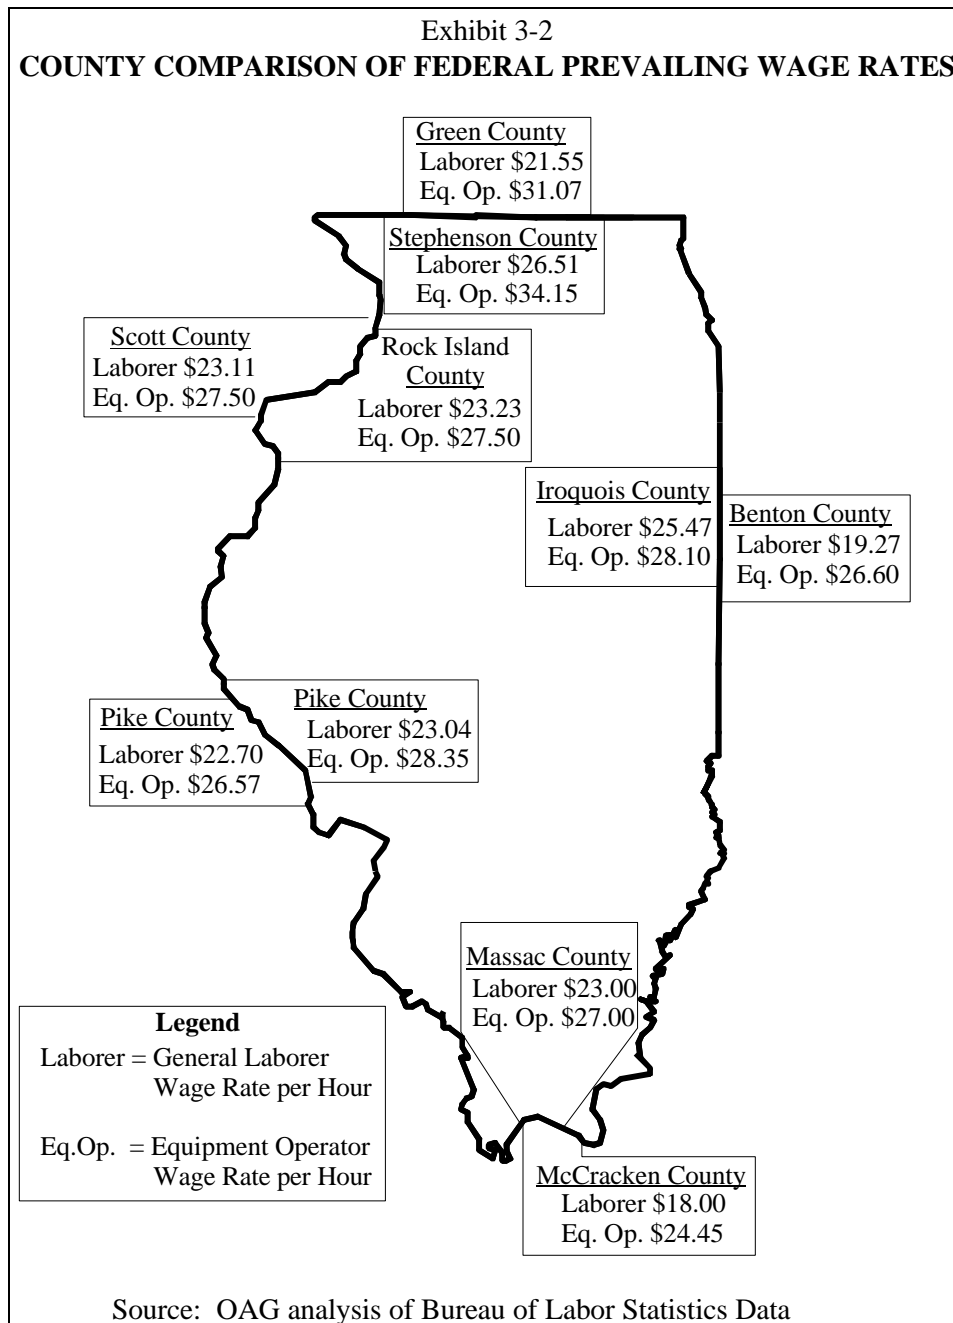 Exhibit 3-2
COUNTY COMPARISON OF FEDERAL PREVAILING WAGE RATES
Green County
Laborer $21.55
Eq. Op. $31.07
Stephenson County
Laborer $26.51
Eq. Op. $34.15
Scott County
Laborer $23.11
Eq. Op. $27.50
Rock Island
County
Laborer $23.23
Eq. Op. $27.50
Iroquois County
Laborer $25.47
Eq. Op. $28.10
Benton County
Laborer $19.27
Eq. Op. $26.60
Pike County
Laborer $22.70
Eq. Op. $26.57
Pike County
Laborer $23.04
Eq. Op. $28.35
Massac County
Laborer $23.00
Eq. Op. $27.00
Legend
Laborer = General Laborer
Wage Rate per Hour
Eq.Op. = Equipment Operator
Wage Rate per Hour
McCracken County
Laborer $18.00
Eq. Op. $24.45
Source: OAG analysis of Bureau of Labor Statistics Data